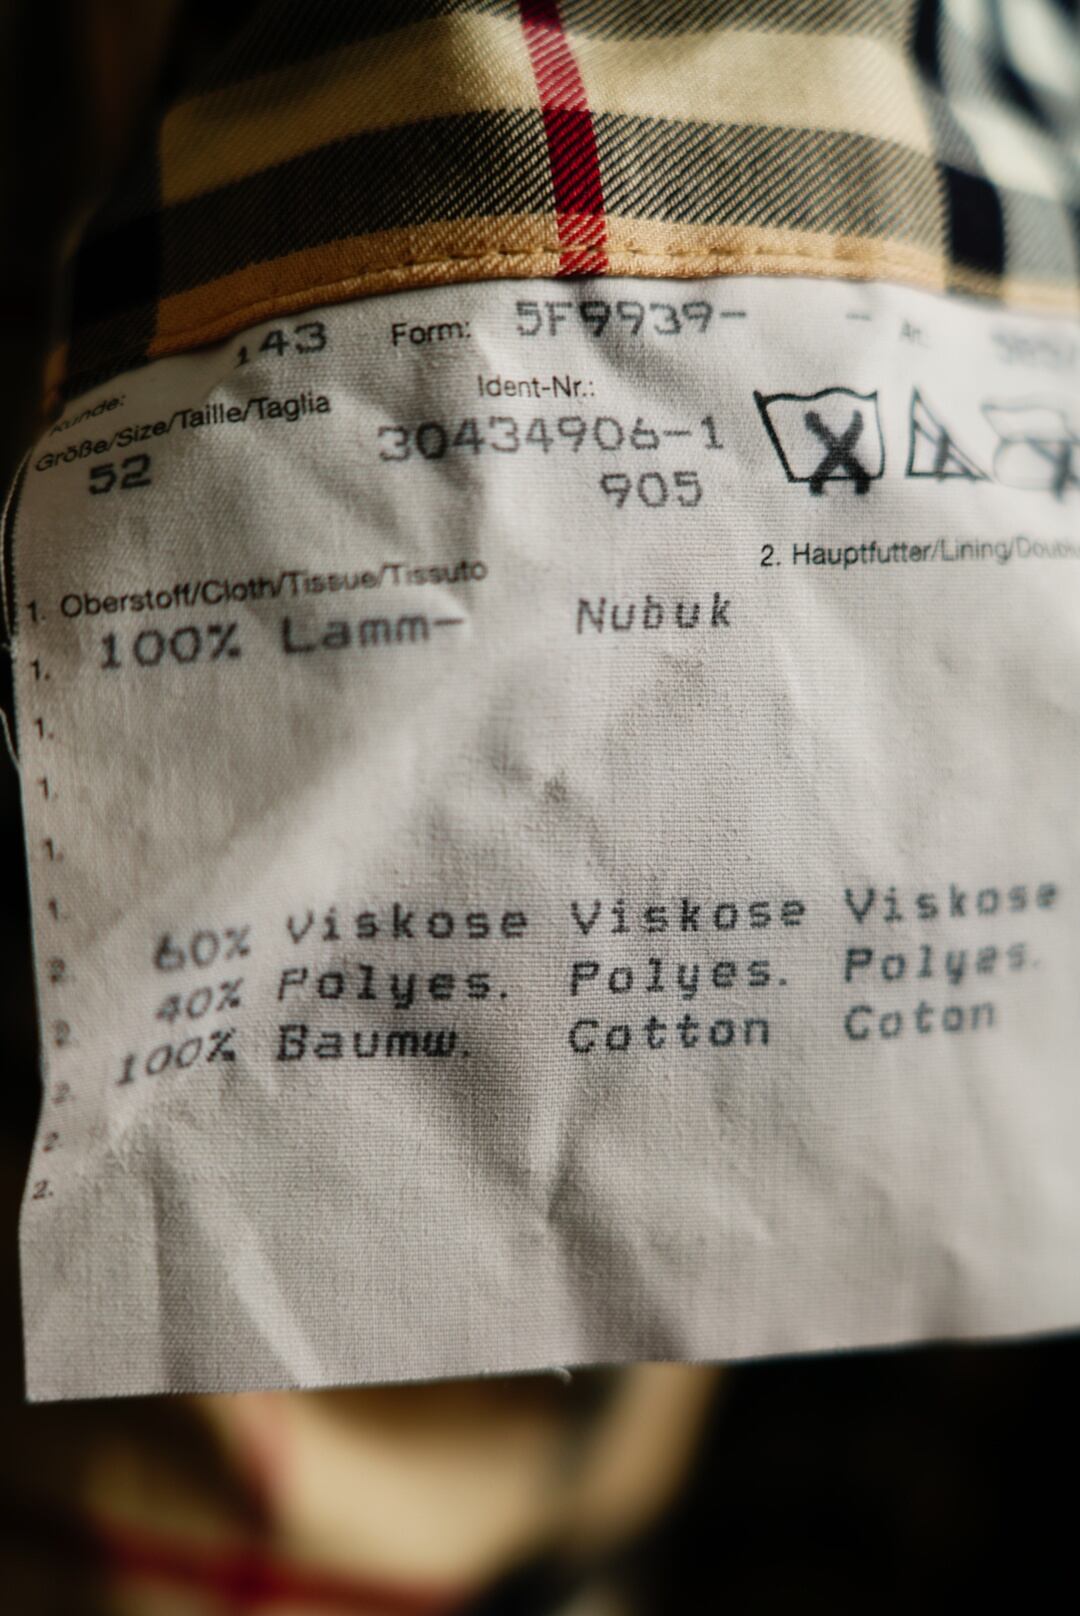 143 Form: 5F9939- -
Kunde:
Größe/Size/Taille/Taglia Ident-Nr.:
52 30434906-1
905
1. Oberstoff/Cloth/Tissue/Tissuto 2. Hauptfutter/Lining/Doubl
1. 100% Lamm- Nubuk
1.
1.
1.
1.
2. 60% Viskose Viskose Viskose
2. 40% Polyes. Polyes. Polyes.
2. 100% Baumw. Cotton Coton
2.
2.